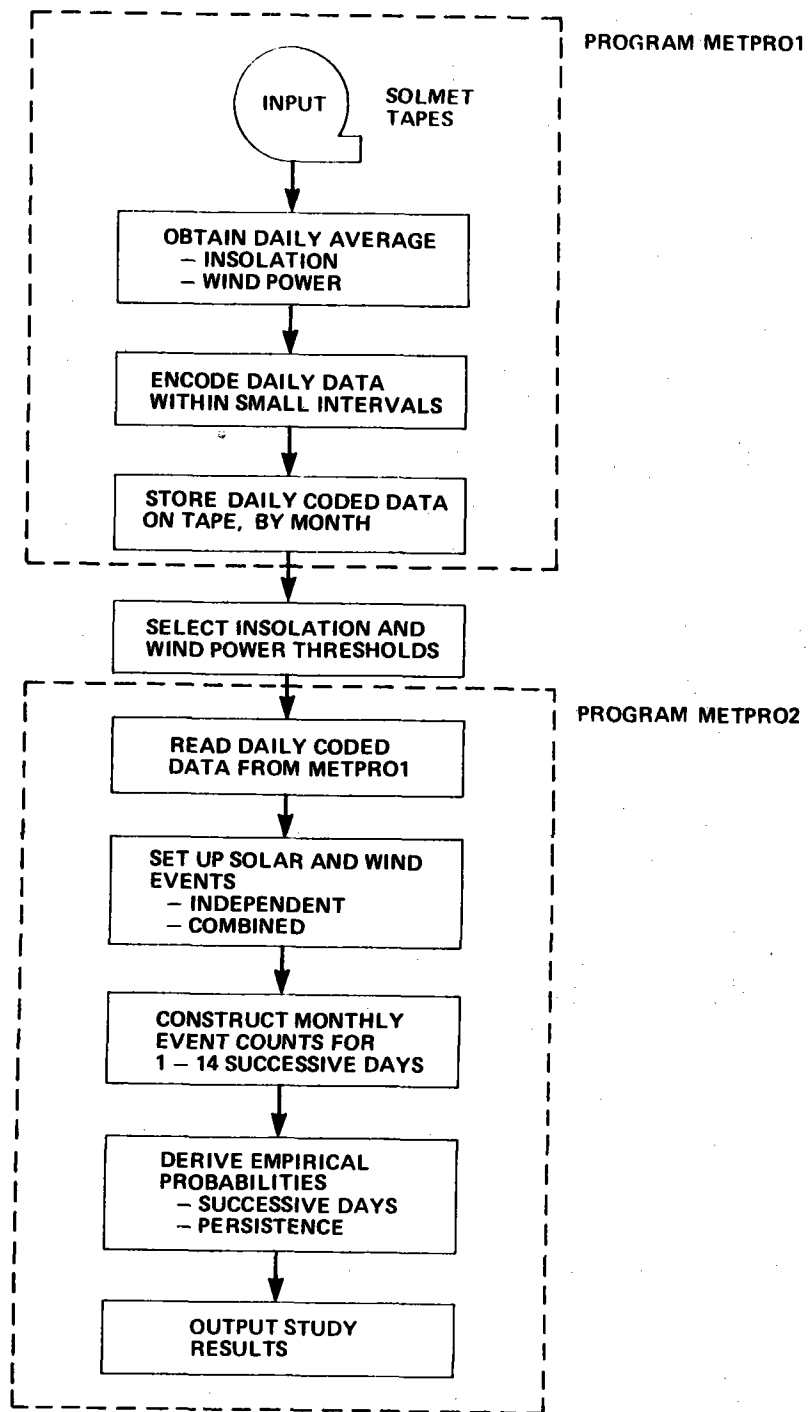 PROGRAM METPRO1
INPUT
SOLMET
TAPES
OBTAIN DAILY AVERAGE
– INSOLATION
– WIND POWER
ENCODE DAILY DATA
WITHIN SMALL INTERVALS
STORE DAILY CODED DATA
ON TAPE, BY MONTH
SELECT INSOLATION AND
WIND POWER THRESHOLDS
PROGRAM METPRO2
READ DAILY CODED
DATA FROM METPRO1
SET UP SOLAR AND WIND
EVENTS
– INDEPENDENT
– COMBINED
CONSTRUCT MONTHLY
EVENT COUNTS FOR
1 – 14 SUCCESSIVE DAYS
DERIVE EMPIRICAL
PROBABILITIES
– SUCCESSIVE DAYS
– PERSISTENCE
OUTPUT STUDY
RESULTS